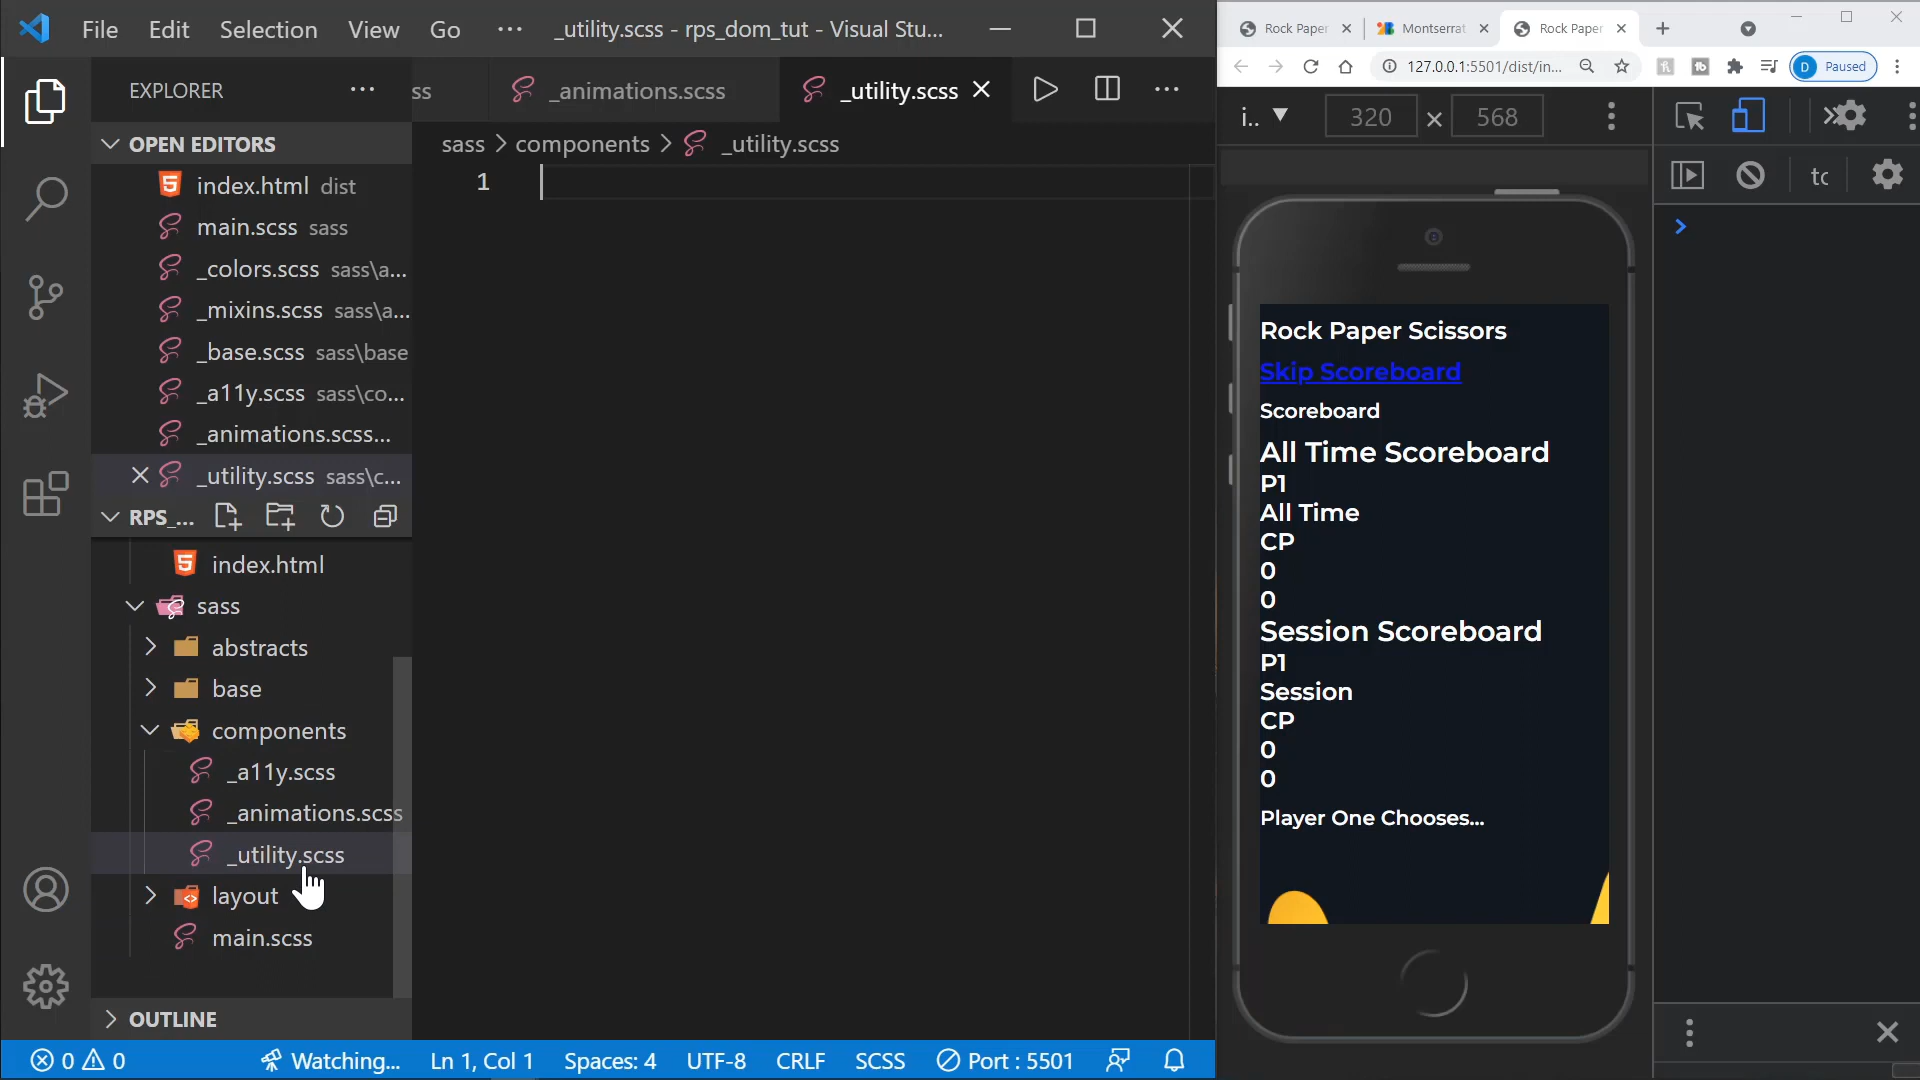 File Edit Selection View Go ··· _utility.scss - rps_dom_tut - Visual Stu...
EXPLORER
ss _animations.scss _utility.scss
OPEN EDITORS
sass > components > _utility.scss
1
index.html dist
main.scss sass
_colors.scss sass\a...
_mixins.scss sass\a...
_base.scss sass\base
_a11y.scss sass\co...
_animations.scss...
_utility.scss sass\c...
RPS_...
index.html
sass
abstracts
base
components
_a11y.scss
_animations.scss
_utility.scss
layout
main.scss
OUTLINE
0 0 Watching... Ln 1, Col 1 Spaces: 4 UTF-8 CRLF SCSS Port : 5501
Rock Paper Montserrat Rock Paper
127.0.0.1:5501/dist/in... D Paused
i.. ▼ 320 × 568
tc
Rock Paper Scissors
Skip Scoreboard
Scoreboard
All Time Scoreboard
P1
All Time
CP
0
0
Session Scoreboard
P1
Session
CP
0
0
Player One Chooses...